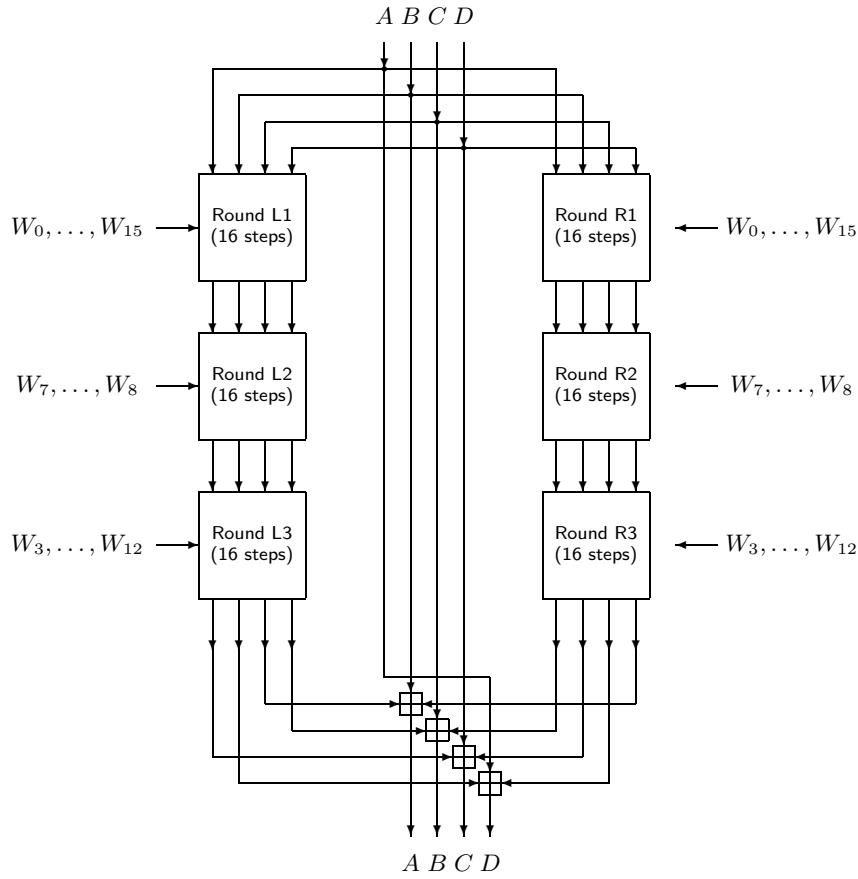 A B C D
Round L1
(16 steps)
Round R1
(16 steps)
W₀, . . . , W₁₅
W₀, . . . , W₁₅
Round L2
(16 steps)
Round R2
(16 steps)
W₇, . . . , W₈
W₇, . . . , W₈
Round L3
(16 steps)
Round R3
(16 steps)
W₃, . . . , W₁₂
W₃, . . . , W₁₂
A B C D